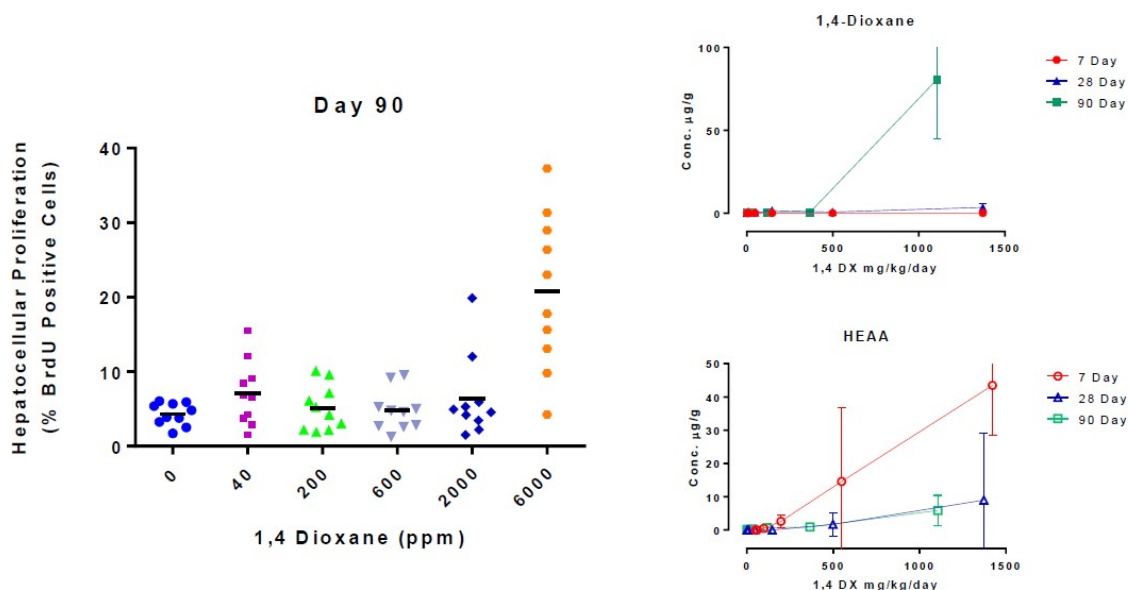 Day 90
Hepatocellular Proliferation
(% BrdU Positive Cells)
40
30
20
10
0
0
40
200
600
2000
6000
1,4 Dioxane (ppm)
1,4-Dioxane
Conc. µg/g
100
50
0
0
500
1000
1500
1,4 DX mg/kg/day
7 Day
28 Day
90 Day
HEAA
Conc. µg/g
50
40
30
20
10
0
0
500
1000
1500
1,4 DX mg/kg/day
7 Day
28 Day
90 Day